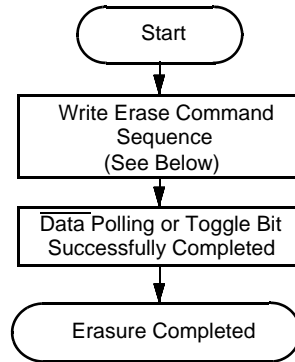 Start
Write Erase Command
Sequence
(See Below)
Data Polling or Toggle Bit
Successfully Completed
Erasure Completed